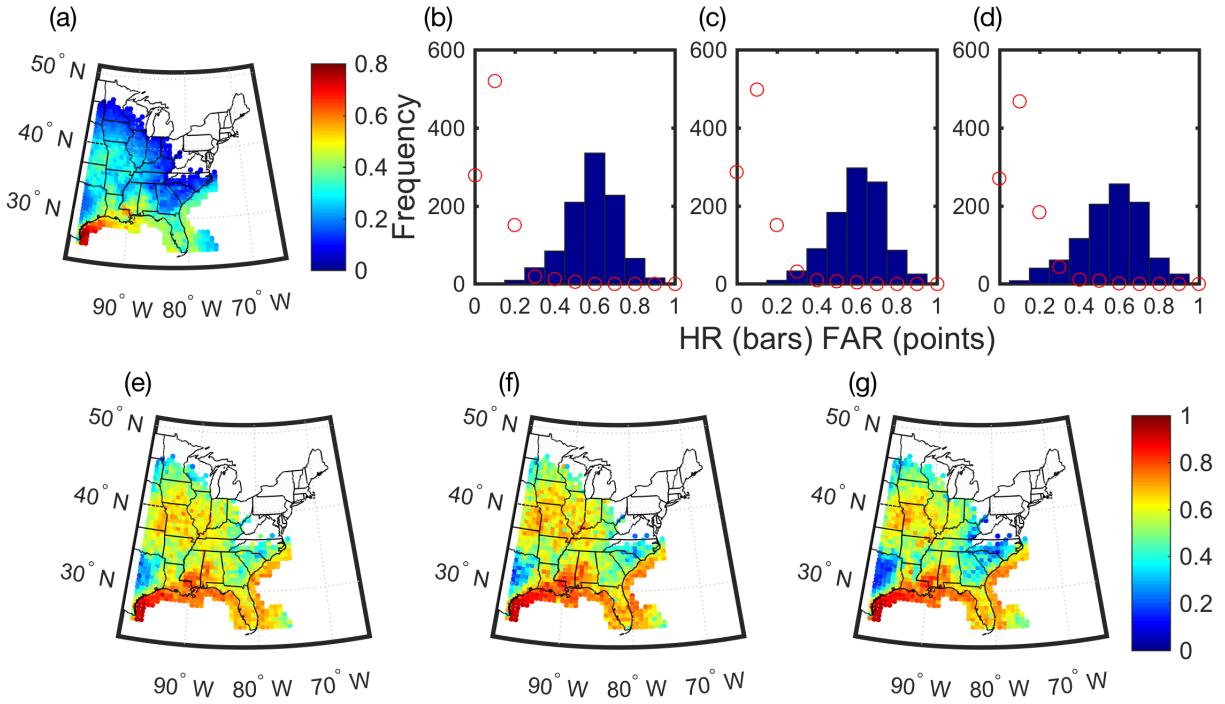 (a)
50° N
40° N
30° N
90° W 80° W 70° W
0.8
0.6
0.4
0.2
0
(b)
Frequency
600
400
200
0
0 0.2 0.4 0.6 0.8 1
(c)
600
400
200
0
0 0.2 0.4 0.6 0.8 1
(d)
600
400
200
0
0 0.2 0.4 0.6 0.8 1
HR (bars) FAR (points)
(e)
50° N
40° N
30° N
90° W 80° W 70° W
(f)
50° N
40° N
30° N
90° W 80° W 70° W
(g)
50° N
40° N
30° N
90° W 80° W 70° W
1
0.8
0.6
0.4
0.2
0